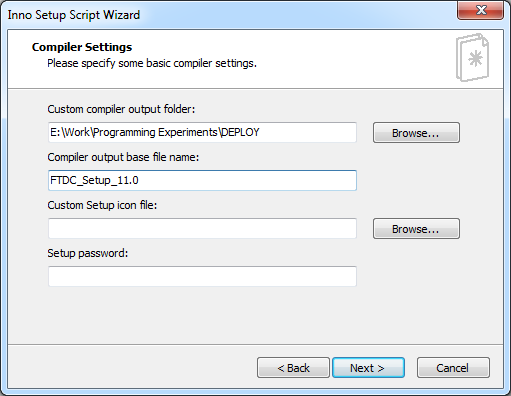 Inno Setup Script Wizard
Compiler Settings
Please specify some basic compiler settings.
Custom compiler output folder:
E:\Work\Programming Experiments\DEPLOY
Browse...
Compiler output base file name:
FTDC_Setup_11.0
Custom Setup icon file:
Browse...
Setup password:
< Back
Next >
Cancel